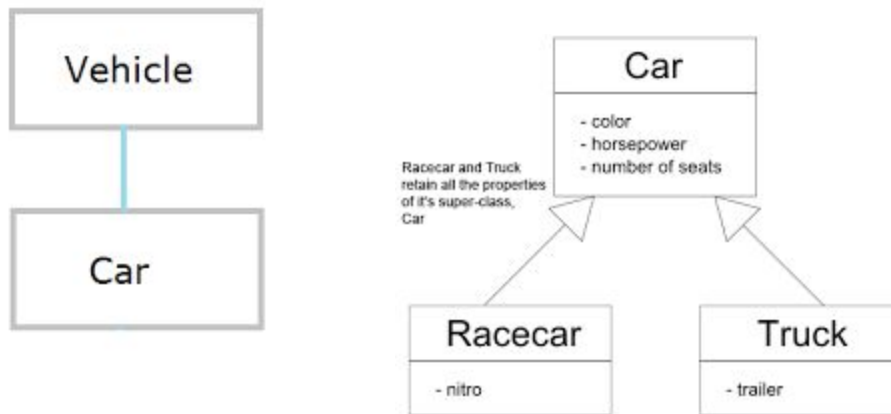 Vehicle
Car
Car
- color
- horsepower
- number of seats
Racecar and Truck
retain all the properties
of it's super-class,
Car
Racecar
- nitro
Truck
- trailer